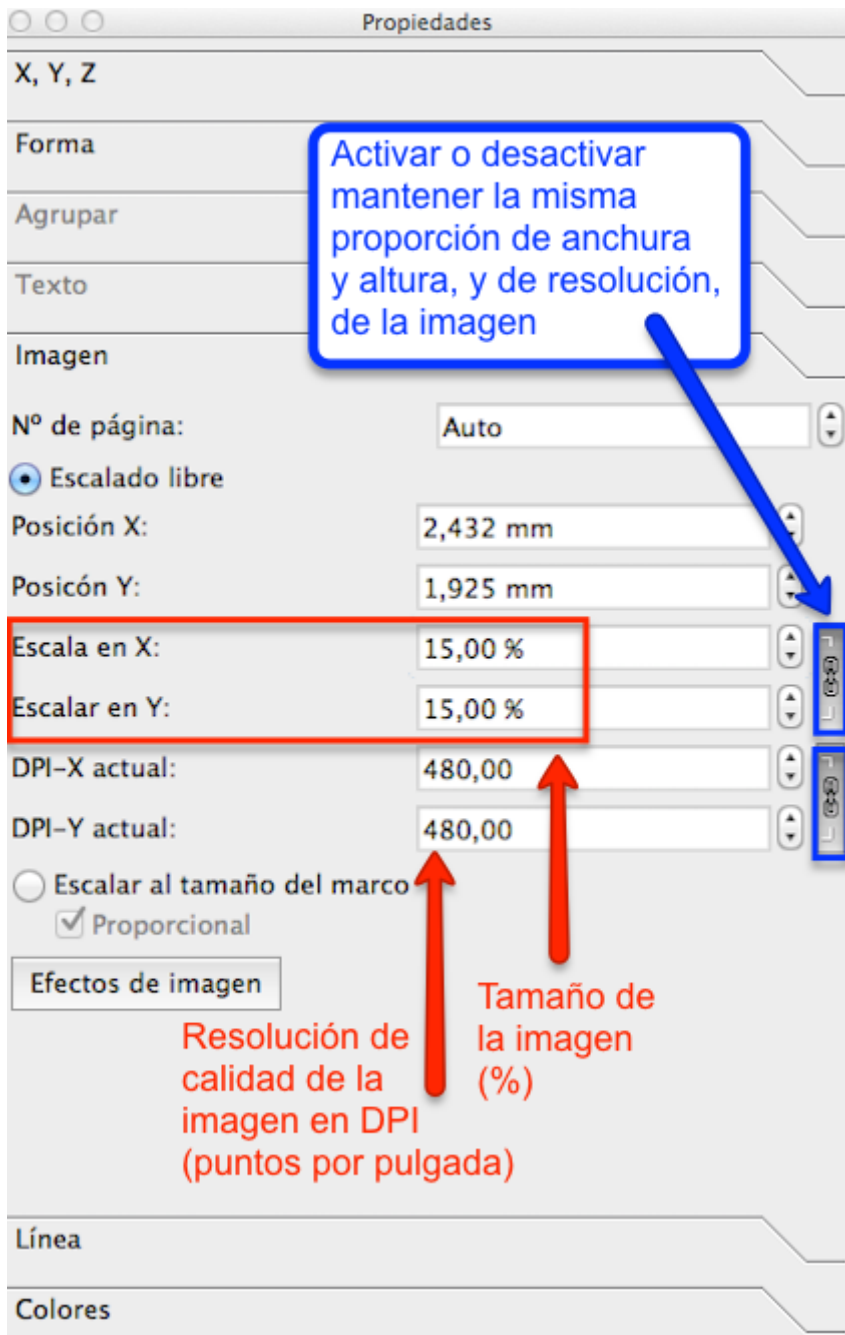 Propiedades
X, Y, Z
Forma
Activar o desactivar
mantener la misma
proporción de anchura
y altura, y de resolución,
de la imagen
Agrupar
Texto
Imagen
Nº de página: Auto
Escalado libre
Posición X: 2,432 mm
Posicón Y: 1,925 mm
Escala en X: 15,00 %
Escalar en Y: 15,00 %
DPI-X actual: 480,00
DPI-Y actual: 480,00
Escalar al tamaño del marco
Proporcional
Efectos de imagen
Tamaño de
la imagen
(%)
Resolución de
calidad de la
imagen en DPI
(puntos por pulgada)
Línea
Colores